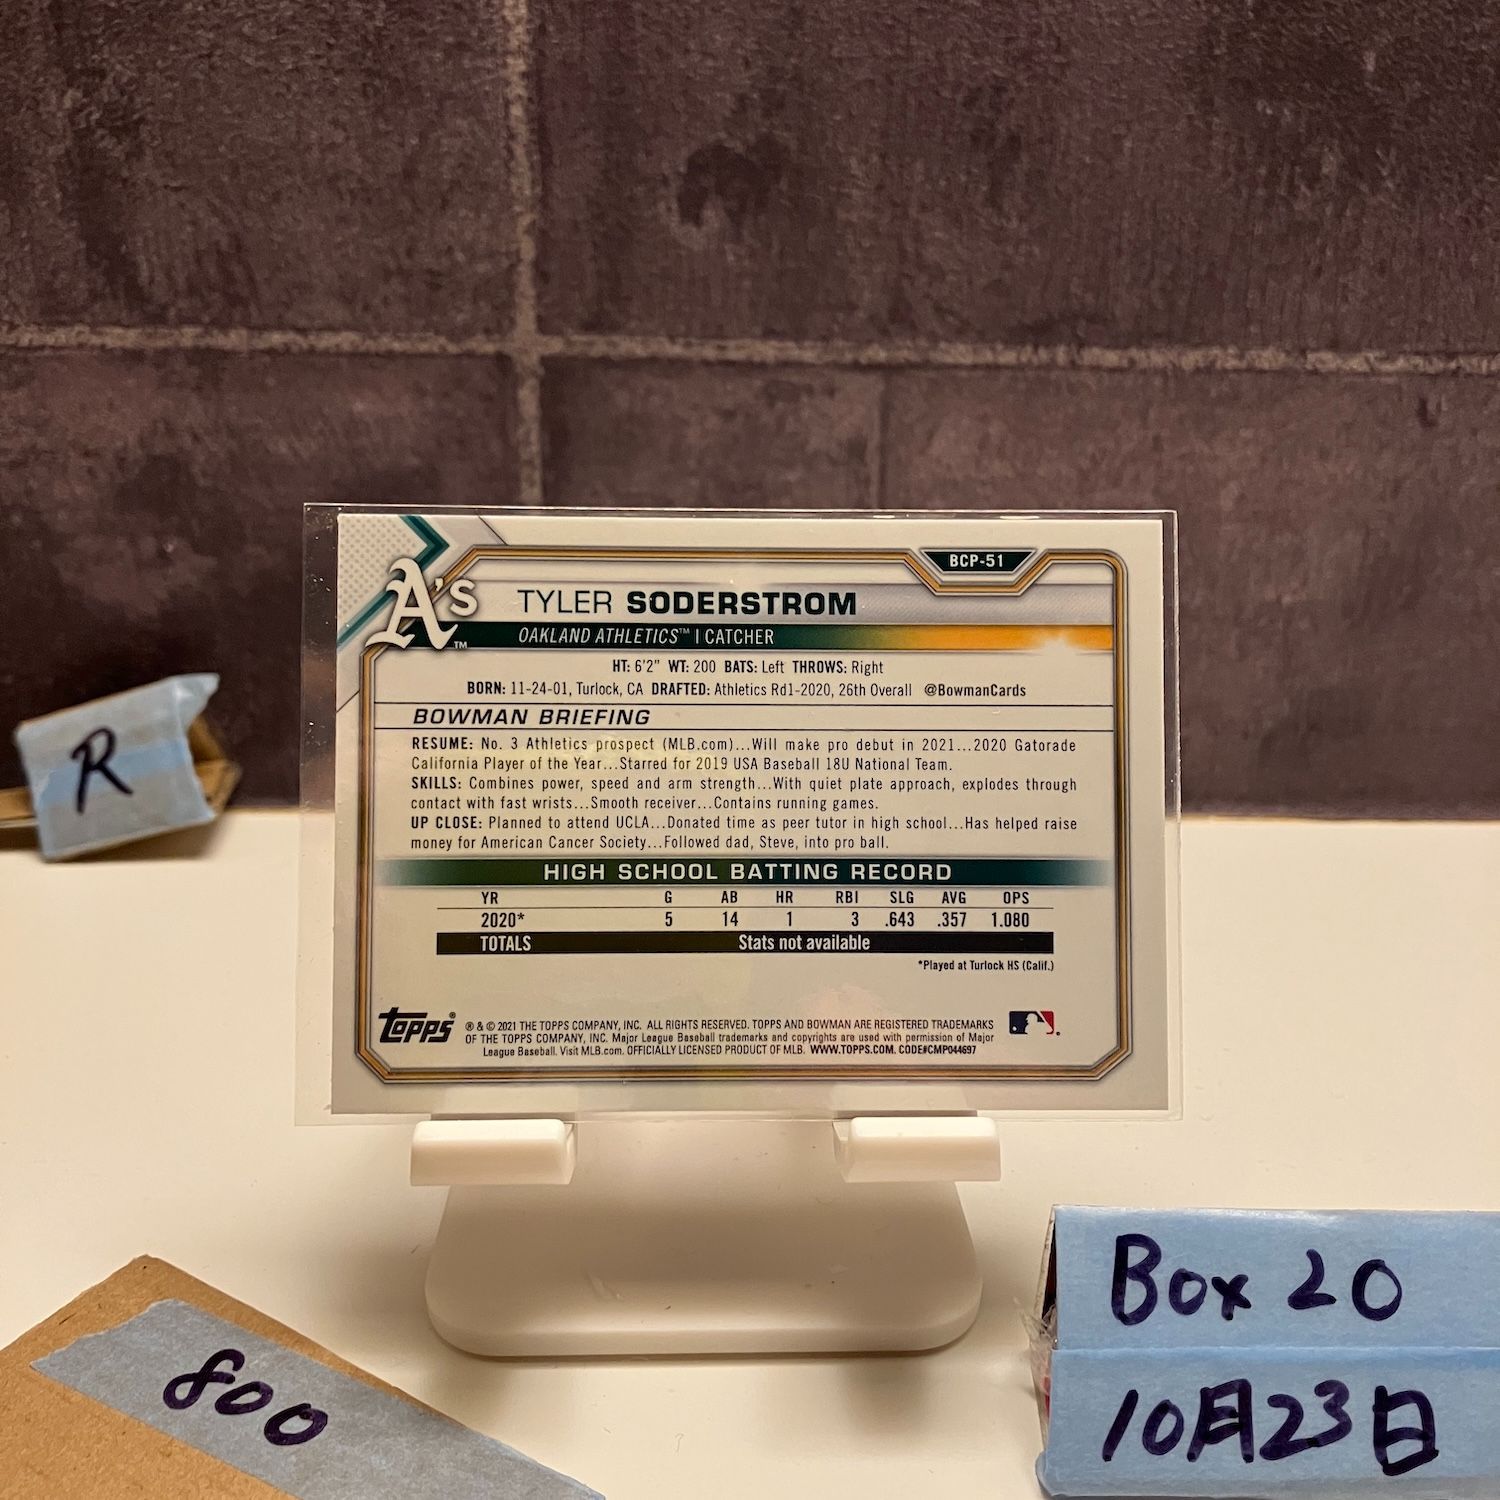 BCP-51
A's™
TYLER SODERSTROM
OAKLAND ATHLETICS™ | CATCHER
HT: 6'2" WT: 200 BATS: Left THROWS: Right
BORN: 11-24-01, Turlock, CA DRAFTED: Athletics Rd1-2020, 26th Overall @BowmanCards
BOWMAN BRIEFING
RESUME: No. 3 Athletics prospect (MLB.com)...Will make pro debut in 2021...2020 Gatorade
California Player of the Year...Starred for 2019 USA Baseball 18U National Team.
SKILLS: Combines power, speed and arm strength...With quiet plate approach, explodes through
contact with fast wrists...Smooth receiver...Contains running games.
UP CLOSE: Planned to attend UCLA...Donated time as peer tutor in high school...Has helped raise
money for American Cancer Society...Followed dad, Steve, into pro ball.
HIGH SCHOOL BATTING RECORD
YR G AB HR RBI SLG AVG OPS
2020* 5 14 1 3 .643 .357 1.080
TOTALS Stats not available
*Played at Turlock HS (Calif.)
topps® ® & © 2021 THE TOPPS COMPANY, INC. ALL RIGHTS RESERVED. TOPPS AND BOWMAN ARE REGISTERED TRADEMARKS
OF THE TOPPS COMPANY, INC. Major League Baseball trademarks and copyrights are used with permission of Major
League Baseball. Visit MLB.com. OFFICIALLY LICENSED PRODUCT OF MLB. WWW.TOPPS.COM. CODE#CMP044697
R
800
Box 20
10月23日